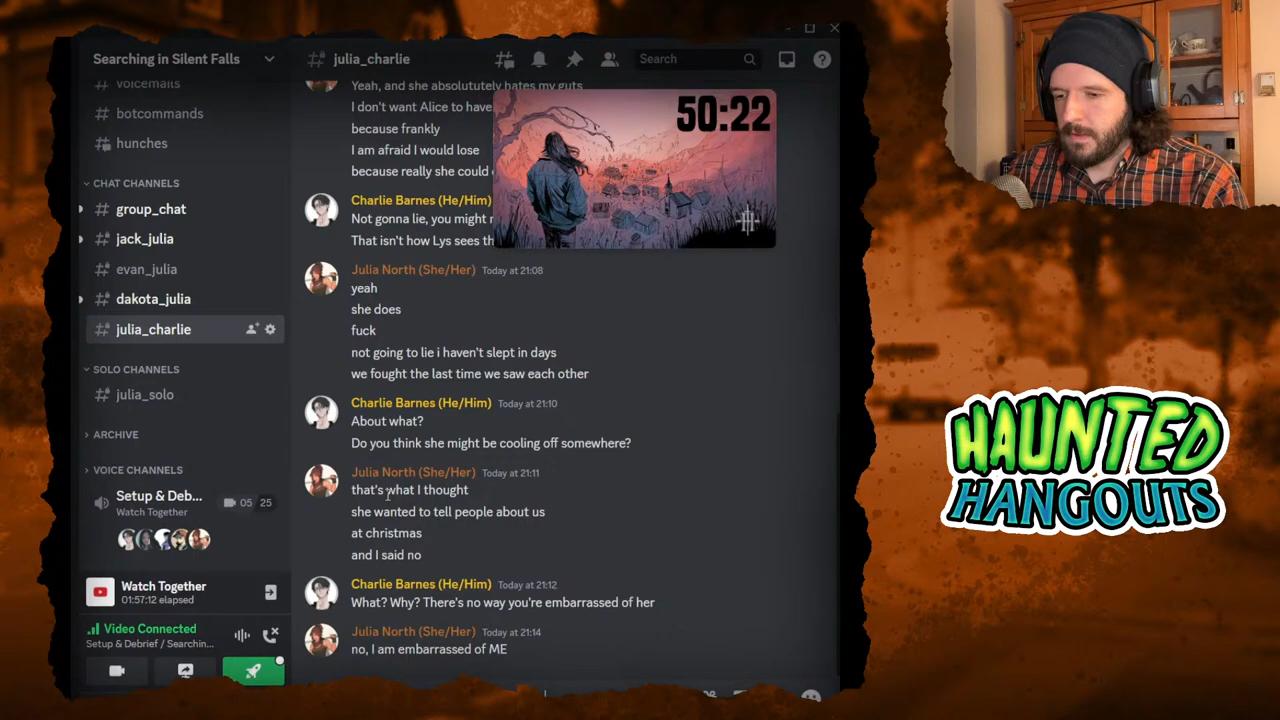 Searching in Silent Falls
voicemails
botcommands
hunches
CHAT CHANNELS
group_chat
jack_julia
evan_julia
dakota_julia
julia_charlie
SOLO CHANNELS
julia_solo
ARCHIVE
VOICE CHANNELS
Setup & Deb...
Watch Together
05 25
Watch Together
01:57:12 elapsed
Video Connected
Setup & Debrief / Searchin...
julia_charlie
Search
Yeah, and she absolututely hates my guts
I don't want Alice to have
because frankly
I am afraid I would lose
because really she could
50:22
Charlie Barnes (He/Him)
Not gonna lie, you might
That isn't how Lys sees
Julia North (She/Her) Today at 21:08
yeah
she does
fuck
not going to lie i haven't slept in days
we fought the last time we saw each other
Charlie Barnes (He/Him) Today at 21:10
About what?
Do you think she might be cooling off somewhere?
Julia North (She/Her) Today at 21:11
that's what I thought
she wanted to tell people about us
at christmas
and I said no
Charlie Barnes (He/Him) Today at 21:12
What? Why? There's no way you're embarrassed of her
Julia North (She/Her) Today at 21:14
no, I am embarrassed of ME
HAUNTED
HANGOUTS